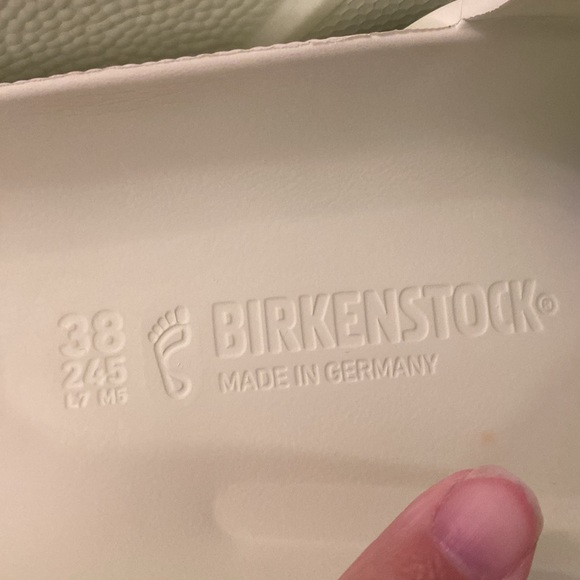 38
245
L7 M5
BIRKENSTOCK®
MADE IN GERMANY